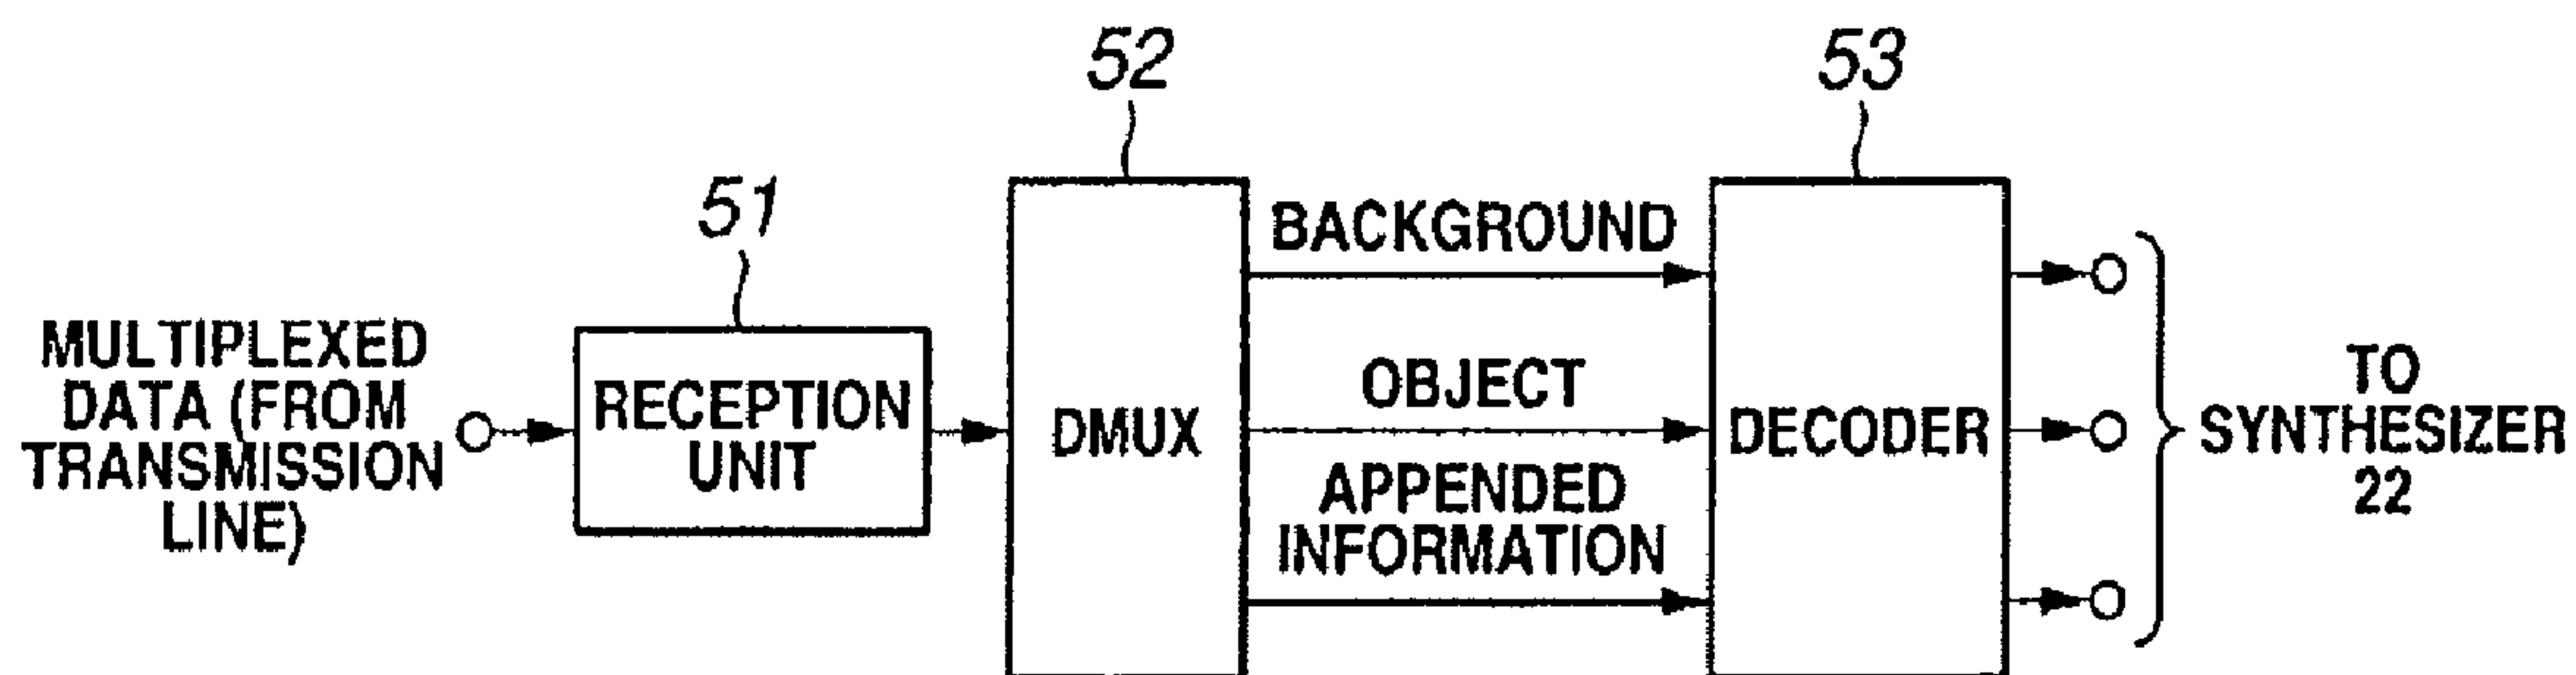 52
53
51
BACKGROUND
MULTIPLEXED
DATA (FROM
TRANSMISSION
LINE)
RECEPTION
UNIT
DMUX
OBJECT
APPENDED
INFORMATION
DECODER
TO
SYNTHESIZER
22